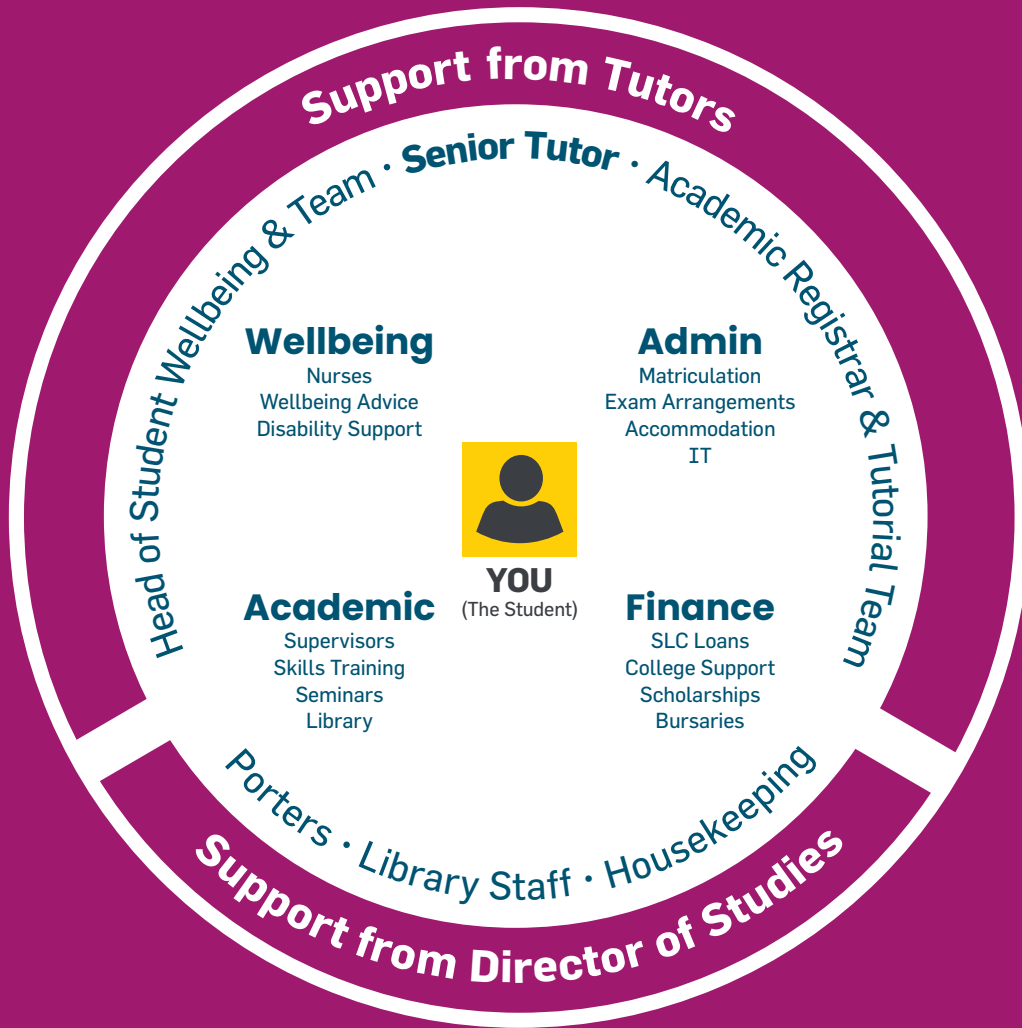 Support from Tutors
Head of Student Wellbeing & Team · Senior Tutor · Academic Registrar & Tutorial Team
Wellbeing
Nurses
Wellbeing Advice
Disability Support
Admin
Matriculation
Exam Arrangements
Accommodation
IT
YOU
(The Student)
Academic
Supervisors
Skills Training
Seminars
Library
Finance
SLC Loans
College Support
Scholarships
Bursaries
Porters · Library Staff · Housekeeping
Support from Director of Studies